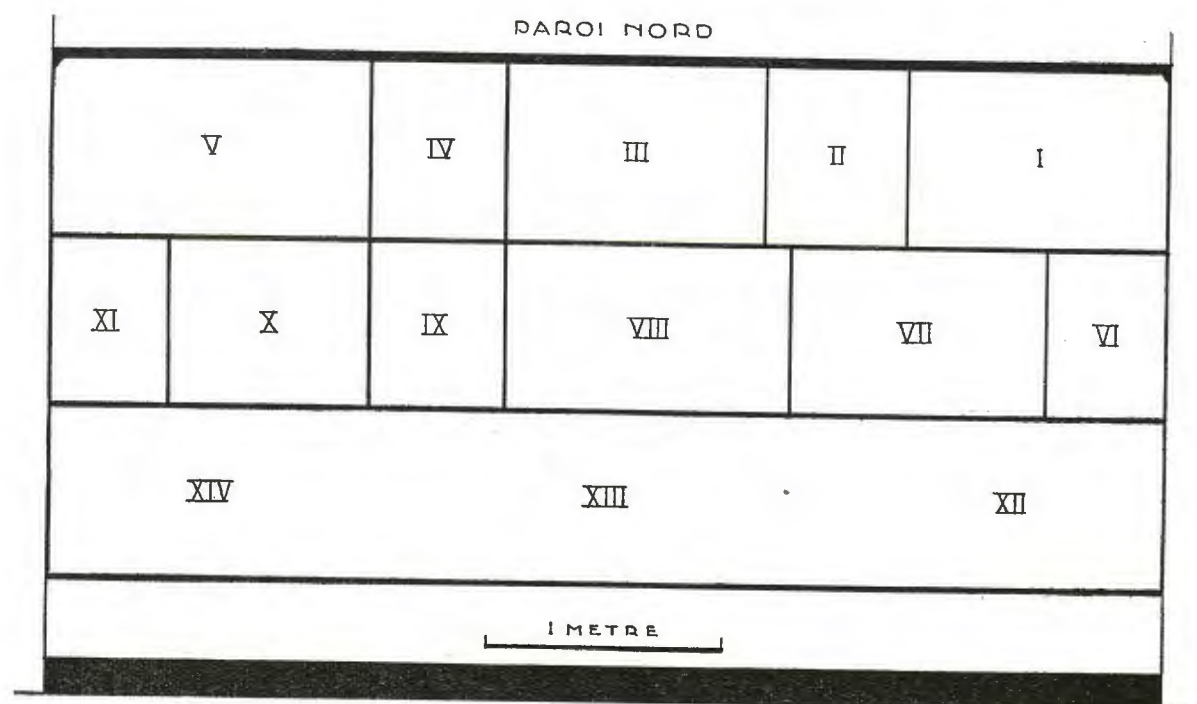 PAROI NORD
V IV III II I
XI X IX VIII VII VI
XIV XIII XII
1 METRE